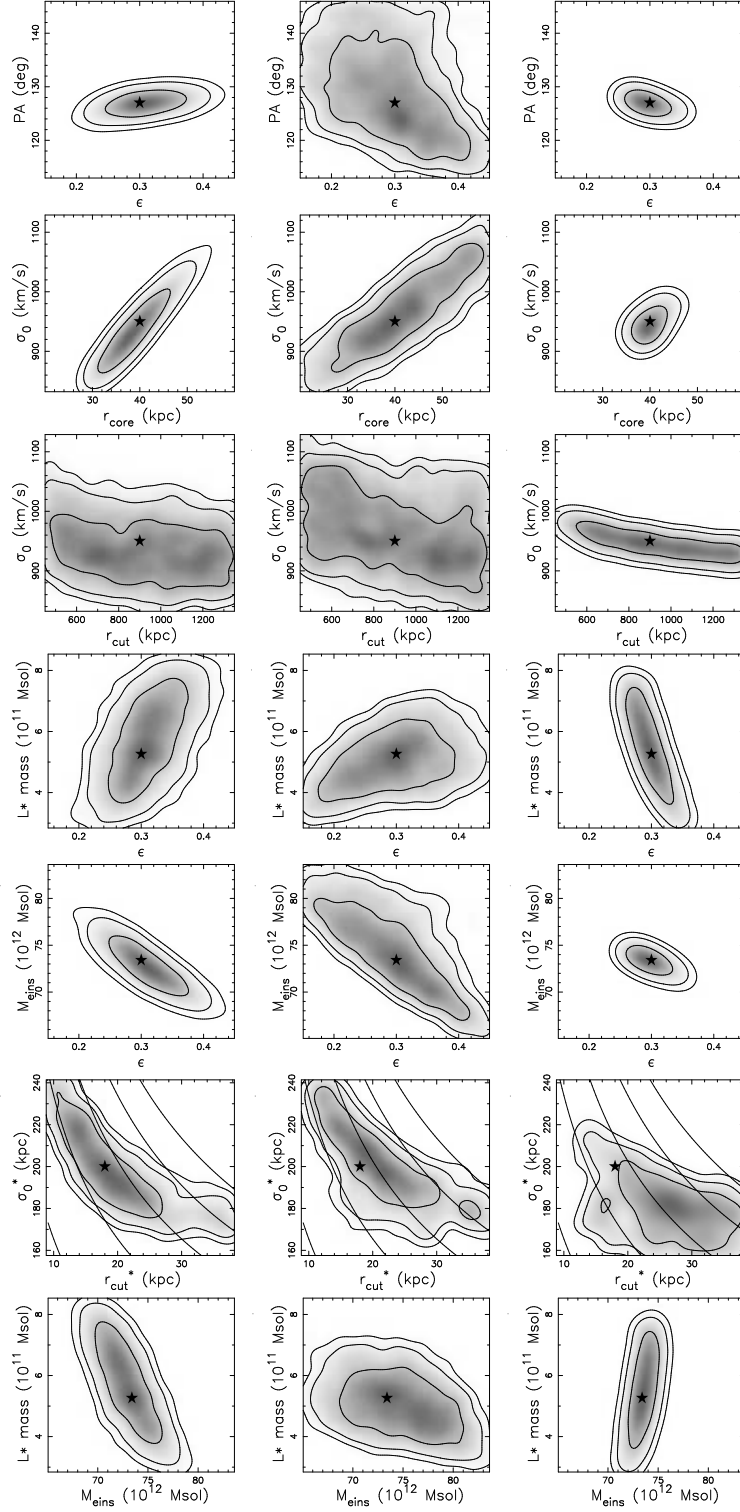 PA (deg) 120 130 140 120 130 140 120 130 140
0.2 0.3 0.4 0.2 0.3 0.4 0.2 0.3 0.4
ϵ ϵ ϵ
σ0 (km/s) 900 1000 1100 σ0 (km/s) 900 1000 1100 σ0 (km/s) 900 1000 1100
30 40 50 30 40 50 30 40 50
rcore (kpc) rcore (kpc) rcore (kpc)
σ0 (km/s) 900 1000 1100 σ0 (km/s) 900 1000 1100 σ0 (km/s) 900 1000 1100
600 800 1000 1200 600 800 1000 1200 600 800 1000 1200
rcut (kpc) rcut (kpc) rcut (kpc)
L* mass (10^11 Msol) 4 6 8 L* mass (10^11 Msol) 4 6 8 L* mass (10^11 Msol) 4 6 8
0.2 0.3 0.4 0.2 0.3 0.4 0.2 0.3 0.4
ϵ ϵ ϵ
Meins (10^12 Msol) 70 75 80 Meins (10^12 Msol) 70 75 80 Meins (10^12 Msol) 70 75 80
0.2 0.3 0.4 0.2 0.3 0.4 0.2 0.3 0.4
ϵ ϵ ϵ
σ0* (kpc) 160 180 200 220 240 σ0* (kpc) 160 180 200 220 240 σ0* (kpc) 160 180 200 220 240
10 20 30 10 20 30 10 20 30
rcut* (kpc) rcut* (kpc) rcut* (kpc)
L* mass (10^11 Msol) 4 6 8 L* mass (10^11 Msol) 4 6 8 L* mass (10^11 Msol) 4 6 8
70 75 80 70 75 80 70 75 80
Meins (10^12 Msol) Meins (10^12 Msol) Meins (10^12 Msol)